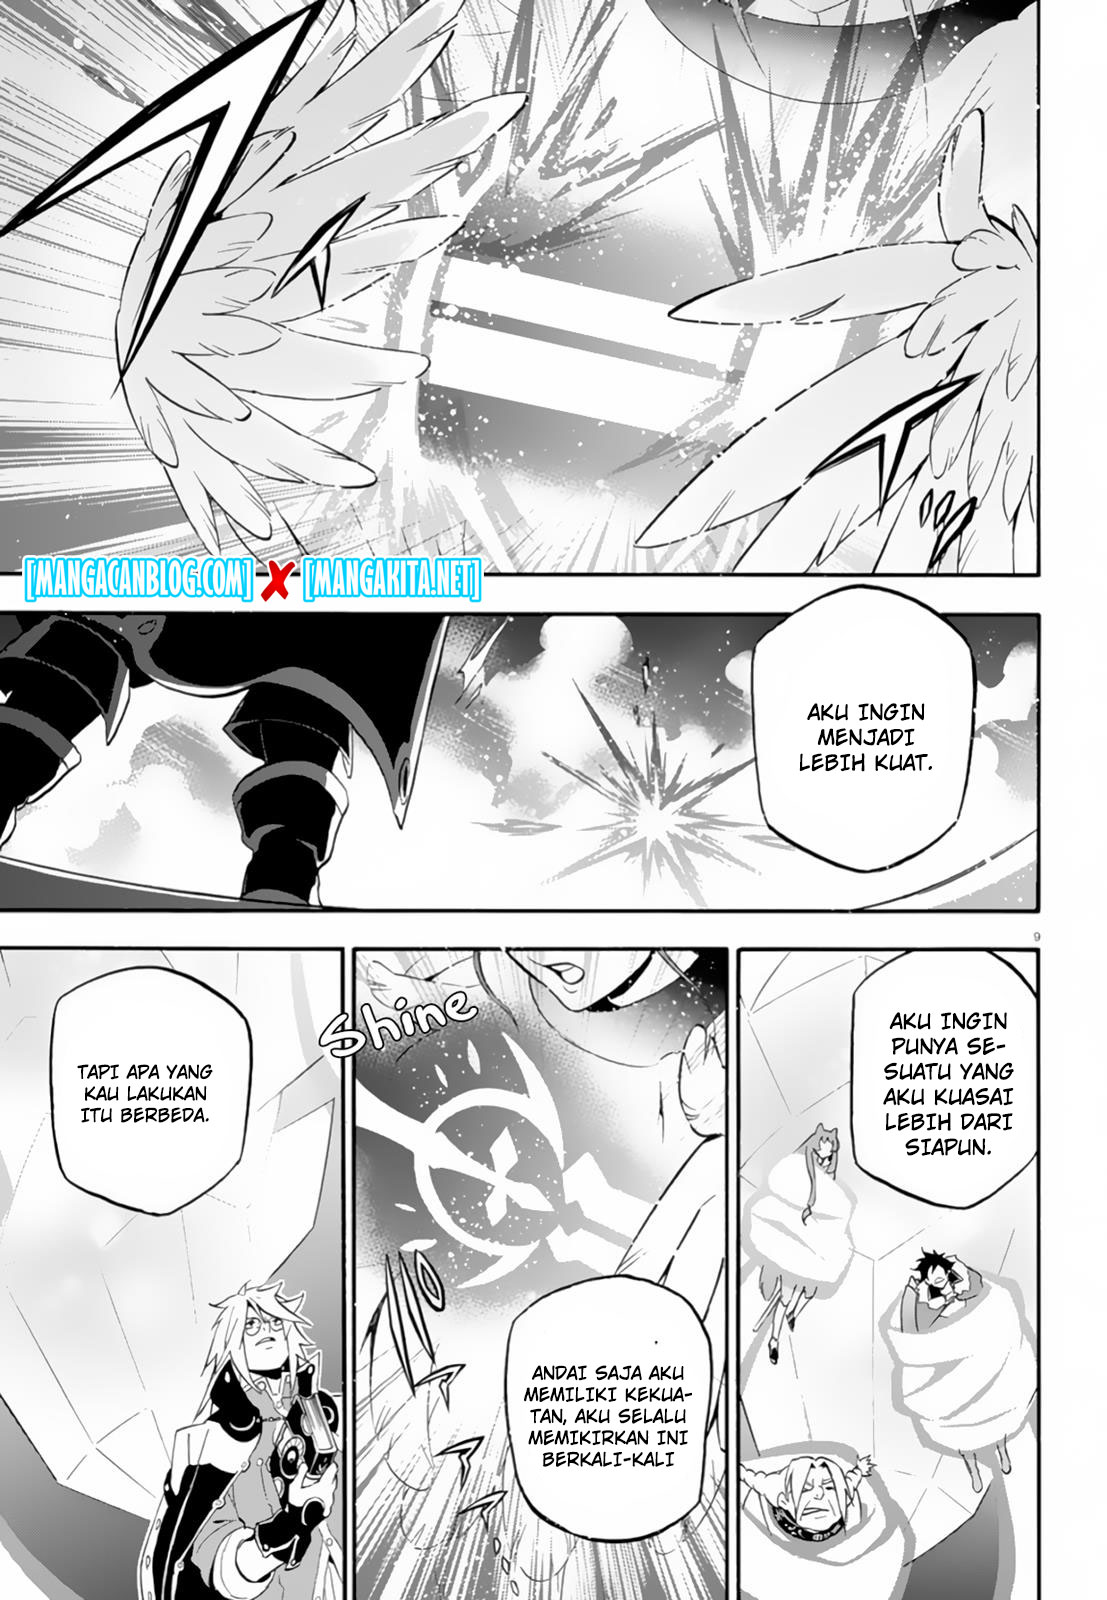 [MANGACANBLOG.COM] X [MANGAKITA.NET]
AKU INGIN
MENJADI
LEBIH KUAT.
9
AKU INGIN
PUNYA SE-
SUATU YANG
AKU KUASAI
LEBIH DARI
SIAPUN.
Shine
ANDAI SAJA AKU
MEMILIKI KEKUA-
TAN, AKU SELALU
MEMIKIRKAN INI
BERKALI-KALI
TAPI APA YANG
KAU LAKUKAN
ITU BERBEDA.